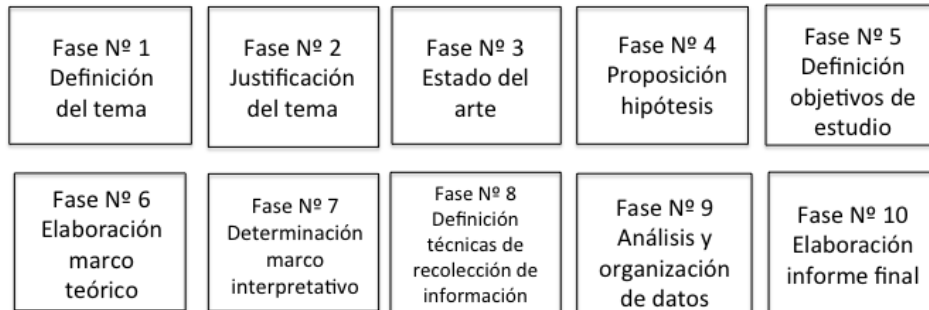 Fase Nº 1
Definición
del tema
Fase Nº 2
Justificación
del tema
Fase Nº 3
Estado del
arte
Fase Nº 4
Proposición
hipótesis
Fase Nº 5
Definición
objetivos de
estudio
Fase Nº 6
Elaboración
marco
teórico
Fase Nº 7
Determinación
marco
interpretativo
Fase Nº 8
Definición
técnicas de
recolección de
información
Fase Nº 9
Análisis y
organización
de datos
Fase Nº 10
Elaboración
informe final